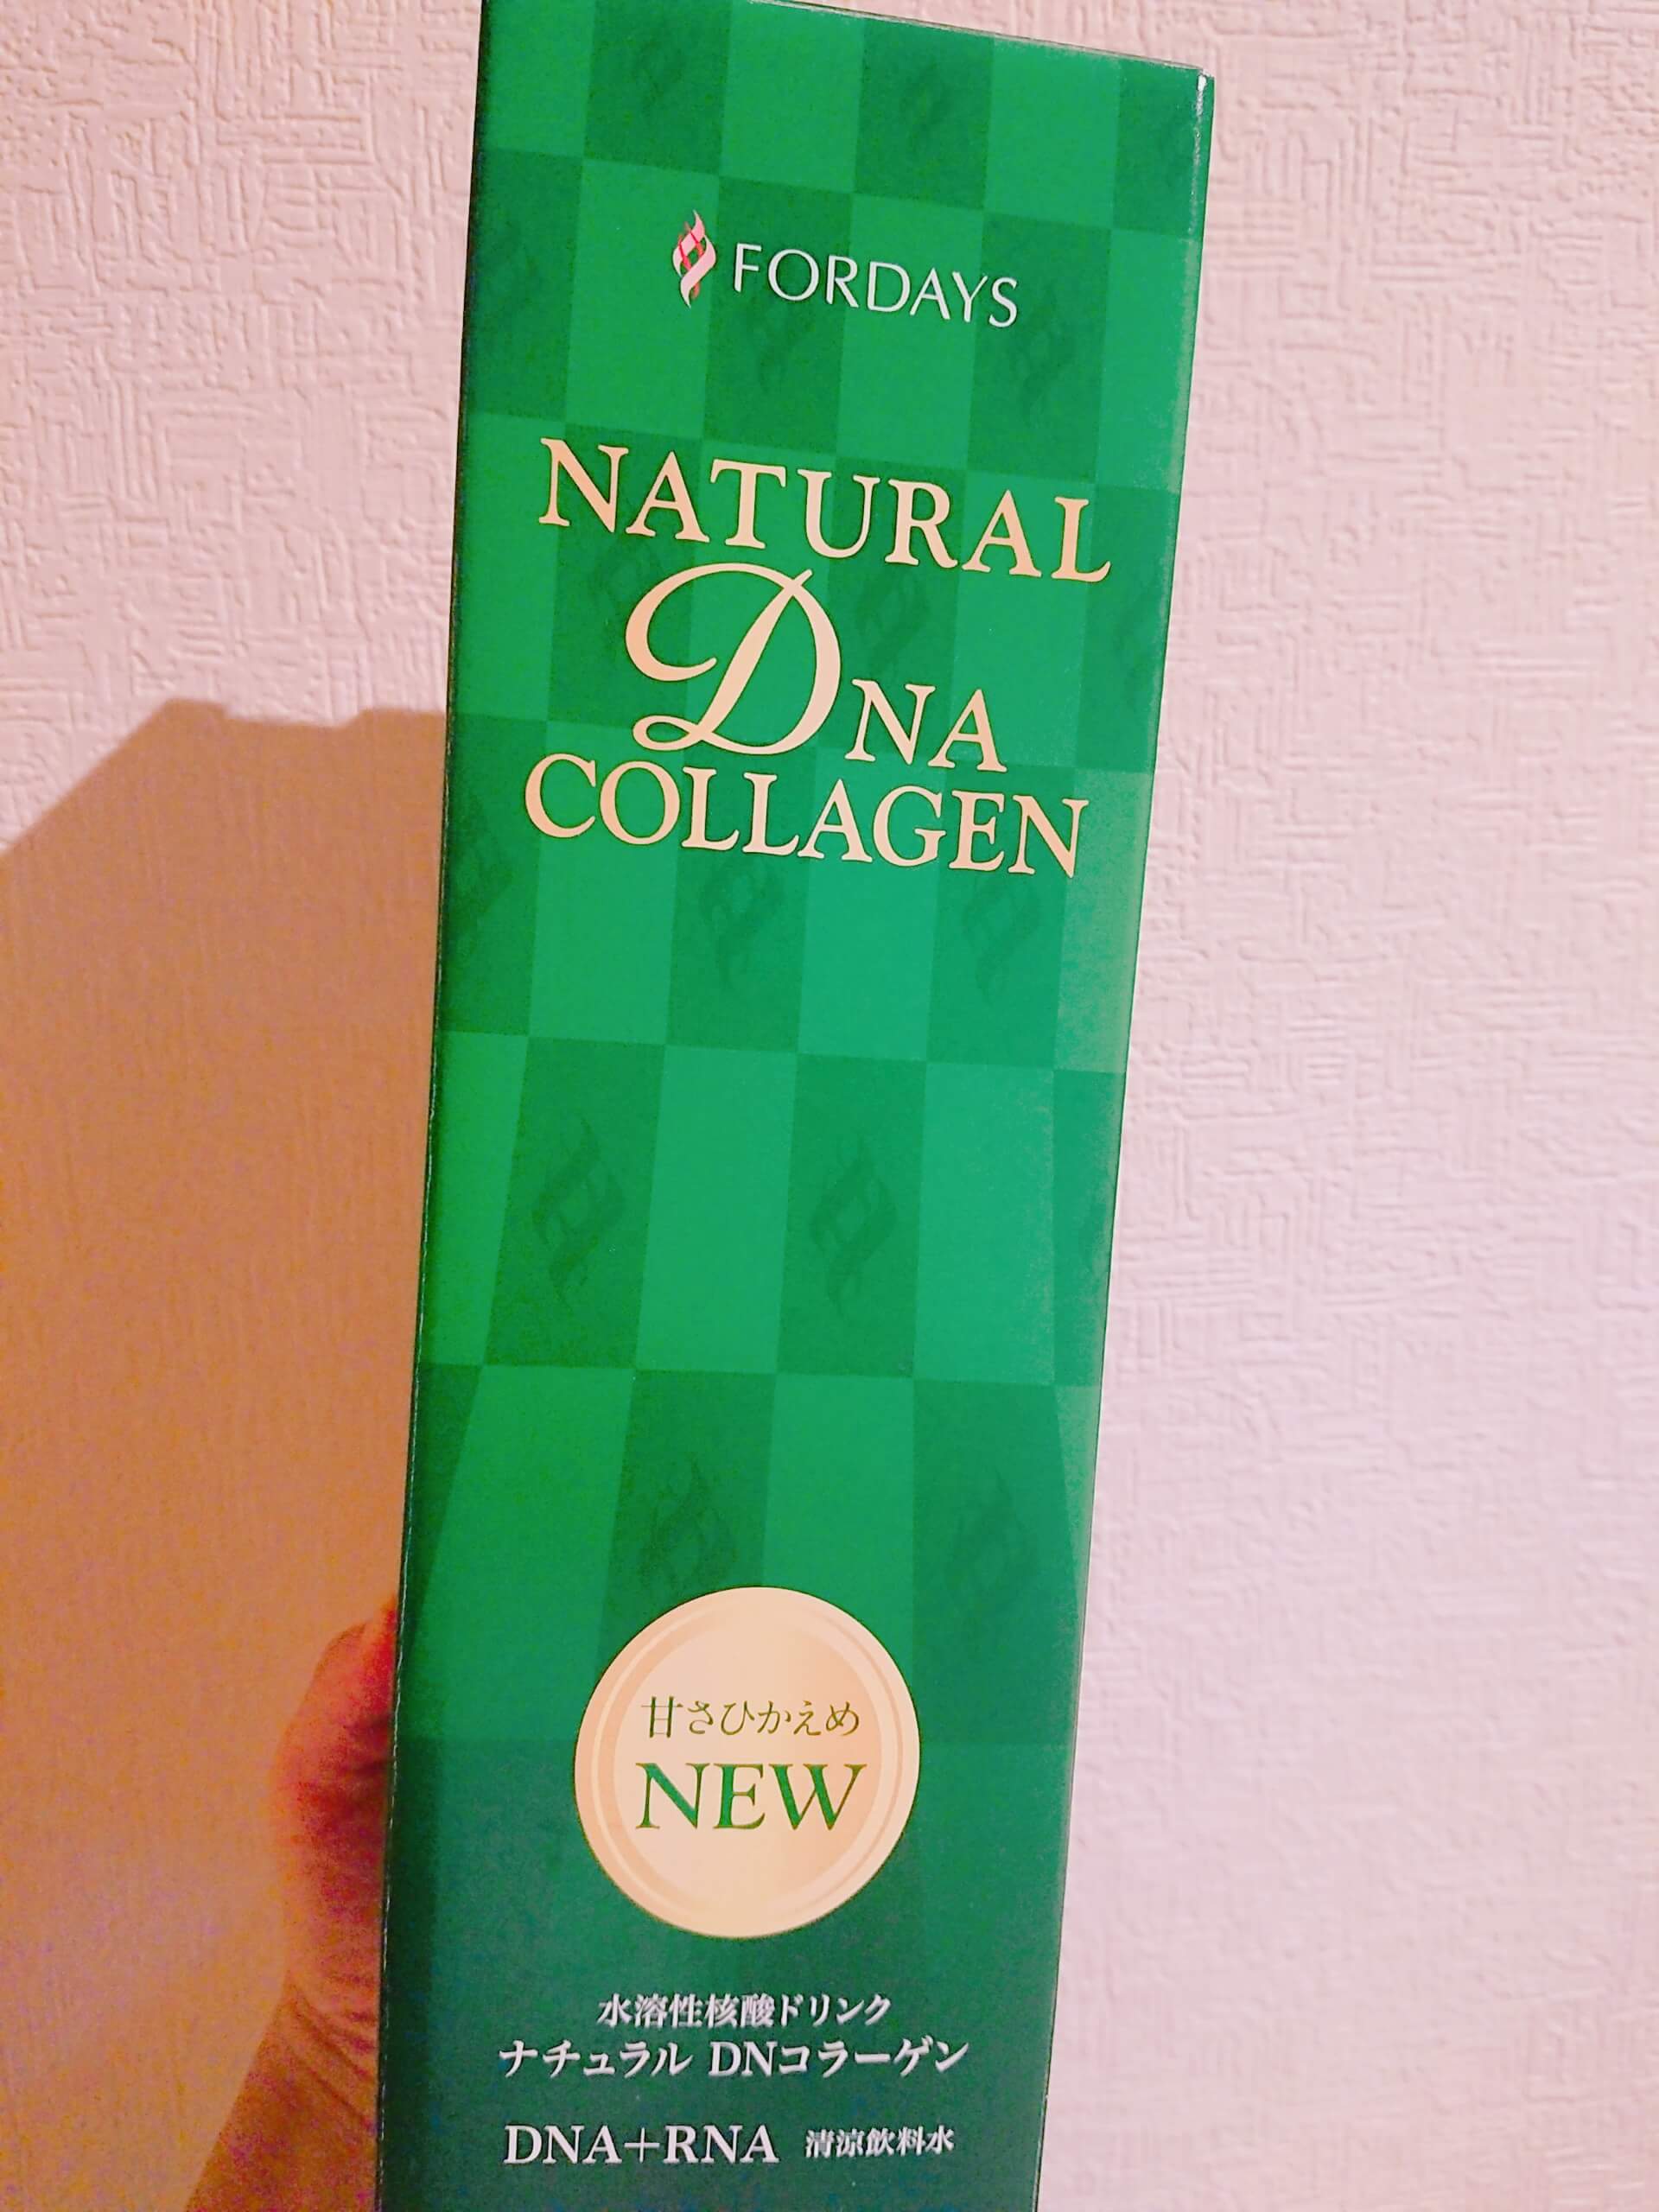 FORDAYS
NATURAL
DNA
COLLAGEN
甘さひかえめ
NEW
水溶性核酸ドリンク
ナチュラル DNコラーゲン
DNA+RNA 清涼飲料水